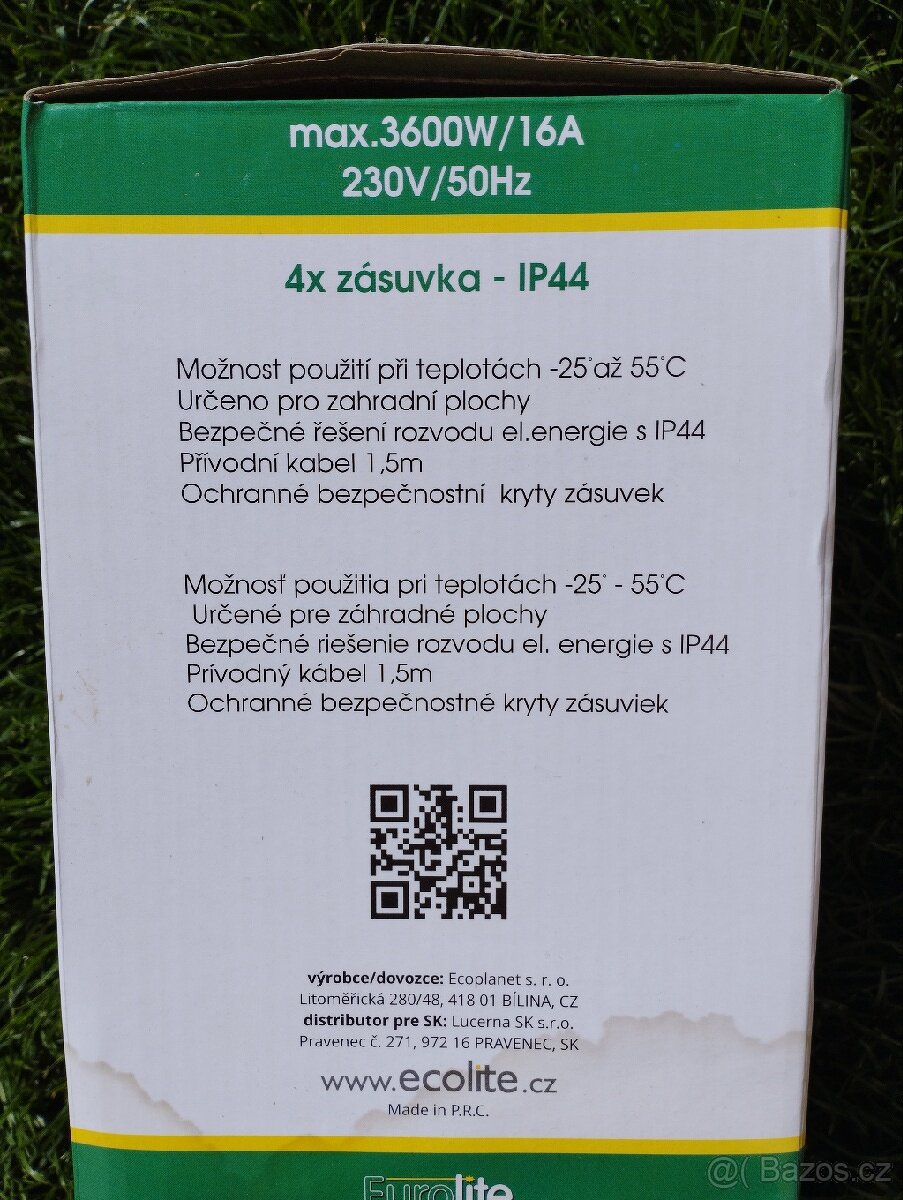 max.3600W/16A
230V/50Hz
4x zásuvka - IP44
Možnost použití při teplotách -25°až 55°C
Určeno pro zahradní plochy
Bezpečné řešení rozvodu el.energie s IP44
Přívodní kabel 1,5m
Ochranné bezpečnostní kryty zásuvek
Možnosť použitia pri teplotách -25° - 55°C
Určené pre záhradné plochy
Bezpečné riešenie rozvodu el. energie s IP44
Prívodný kábel 1,5m
Ochranné bezpečnostné kryty zásuviek
výrobce/dovozce: Ecoplanet s. r. o.
Litoměřická 280/48, 418 01 BÍLINA, CZ
distributor pre SK: Lucerna SK s.r.o.
Pravenec č. 271, 972 16 PRAVENEC, SK
www.ecolite.cz
Made in P.R.C.
Eurolite
@( Bazos.cz